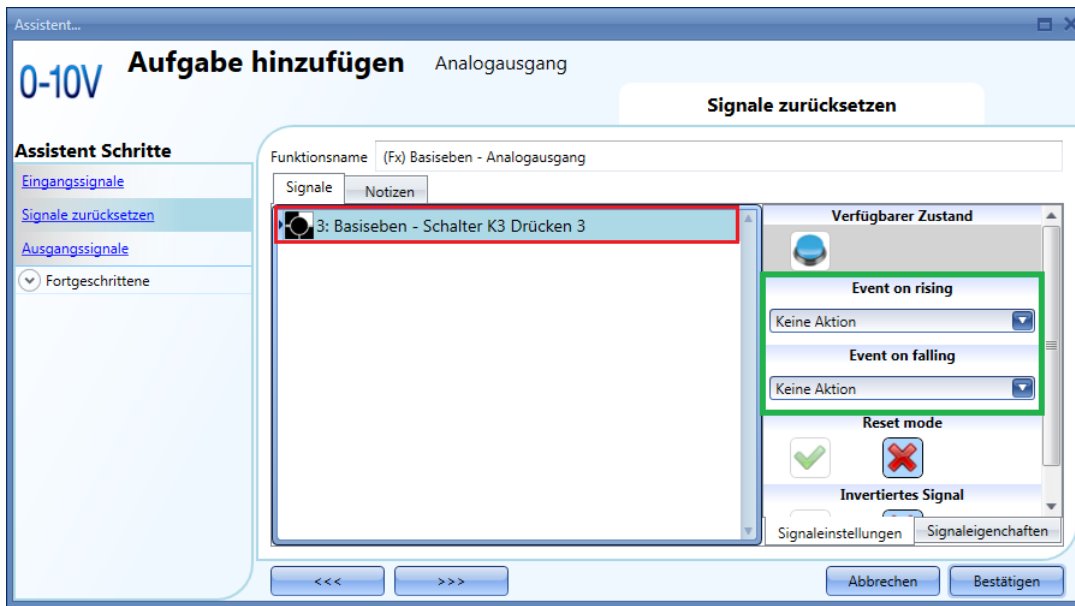 Assistent...
0-10V
Aufgabe hinzufügen Analogausgang
Signale zurücksetzen
Assistent Schritte
Eingangssignale
Signale zurücksetzen
Ausgangssignale
Fortgeschrittene
Funktionsname (Fx) Basiseben - Analogausgang
Signale Notizen
3: Basiseben - Schalter K3 Drücken 3
Verfügbarer Zustand
Event on rising
Keine Aktion
Event on falling
Keine Aktion
Reset mode
Invertiertes Signal
Signaleinstellungen Signaleigenschaften
<<< >>> Abbrechen Bestätigen